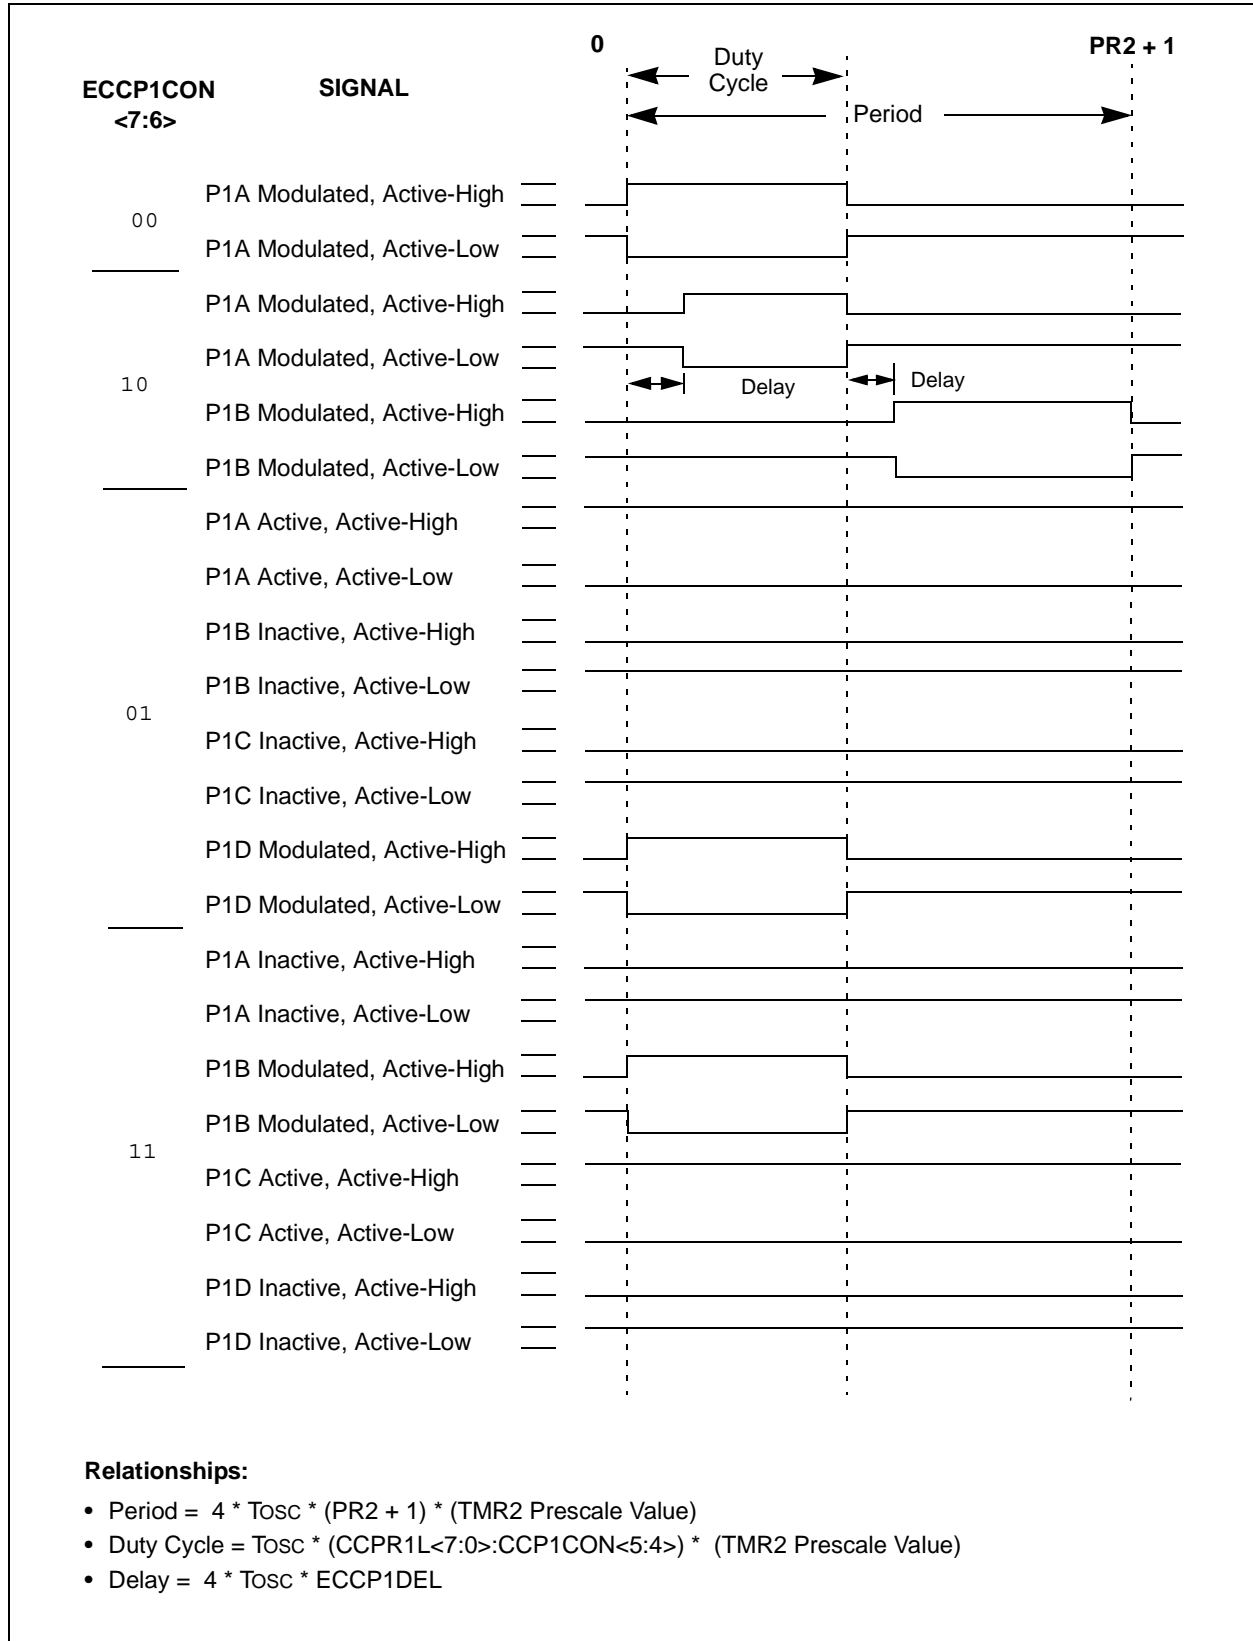 0
PR2 + 1
Duty
Cycle
ECCP1CON
<7:6>
SIGNAL
Period
00
P1A Modulated, Active-High
P1A Modulated, Active-Low
10
P1A Modulated, Active-High
P1A Modulated, Active-Low
Delay
Delay
P1B Modulated, Active-High
P1B Modulated, Active-Low
01
P1A Active, Active-High
P1A Active, Active-Low
P1B Inactive, Active-High
P1B Inactive, Active-Low
P1C Inactive, Active-High
P1C Inactive, Active-Low
P1D Modulated, Active-High
P1D Modulated, Active-Low
11
P1A Inactive, Active-High
P1A Inactive, Active-Low
P1B Modulated, Active-High
P1B Modulated, Active-Low
P1C Active, Active-High
P1C Active, Active-Low
P1D Inactive, Active-High
P1D Inactive, Active-Low
Relationships:
• Period = 4 * TOSC * (PR2 + 1) * (TMR2 Prescale Value)
• Duty Cycle = TOSC * (CCPR1L<7:0>:CCP1CON<5:4>) * (TMR2 Prescale Value)
• Delay = 4 * TOSC * ECCP1DEL